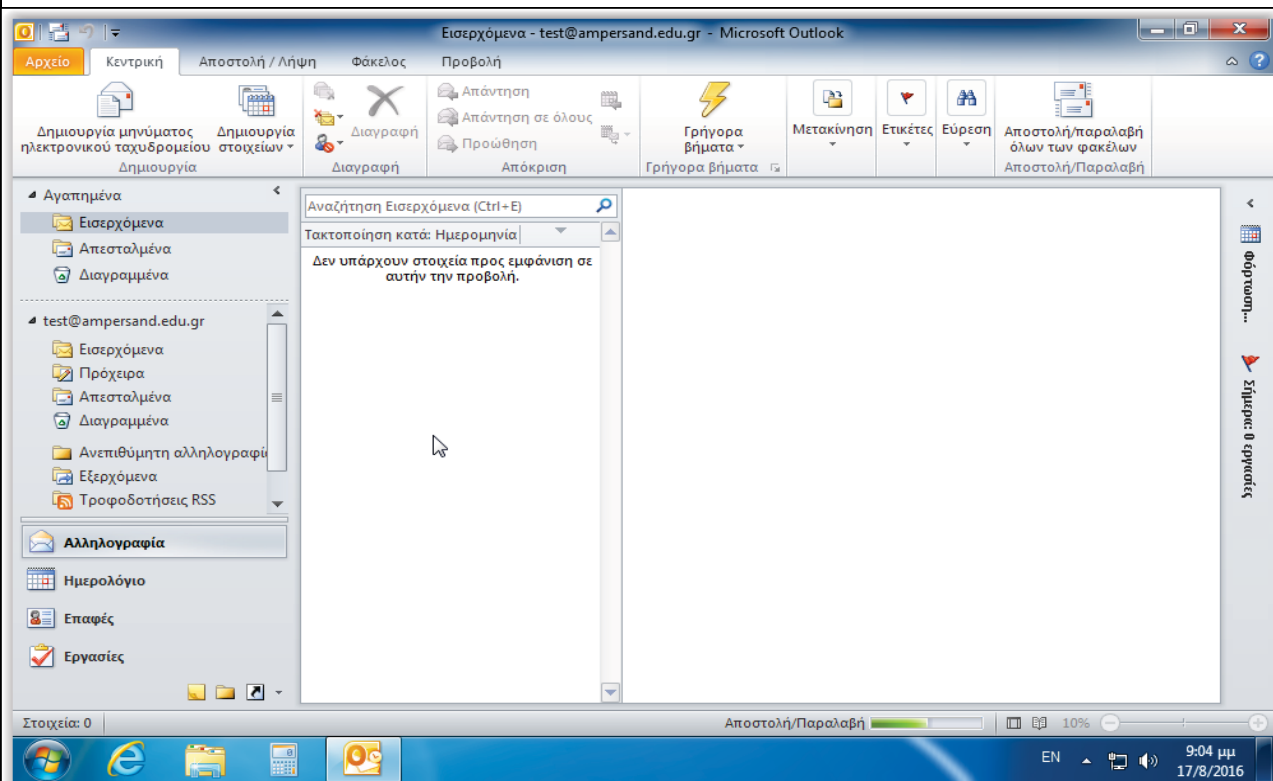 Εισερχόμενα - test@ampersand.edu.gr - Microsoft Outlook
Αρχείο Κεντρική Αποστολή / Λήψη Φάκελος Προβολή
Δημιουργία μηνύματος
ηλεκτρονικού ταχυδρομείου
Δημιουργία
στοιχείων
Δημιουργία
Διαγραφή
Διαγραφή
Απάντηση
Απάντηση σε όλους
Προώθηση
Απόκριση
Γρήγορα
βήματα
Γρήγορα βήματα
Μετακίνηση
Ετικέτες
Εύρεση
Αποστολή/παραλαβή
όλων των φακέλων
Αποστολή/Παραλαβή
Αγαπημένα
Εισερχόμενα
Απεσταλμένα
Διαγραμμένα
test@ampersand.edu.gr
Εισερχόμενα
Πρόχειρα
Απεσταλμένα
Διαγραμμένα
Ανεπιθύμητη αλληλογραφί
Εξερχόμενα
Τροφοδοτήσεις RSS
Αλληλογραφία
Ημερολόγιο
Επαφές
Εργασίες
Αναζήτηση Εισερχόμενα (Ctrl+E)
Τακτοποίηση κατά: Ημερομηνία
Δεν υπάρχουν στοιχεία προς εμφάνιση σε
αυτήν την προβολή.
Φόρτωση...
Σήμερα: 0 εργασίες
Στοιχεία: 0
Αποστολή/Παραλαβή
10%
EN
9:04 μμ
17/8/2016